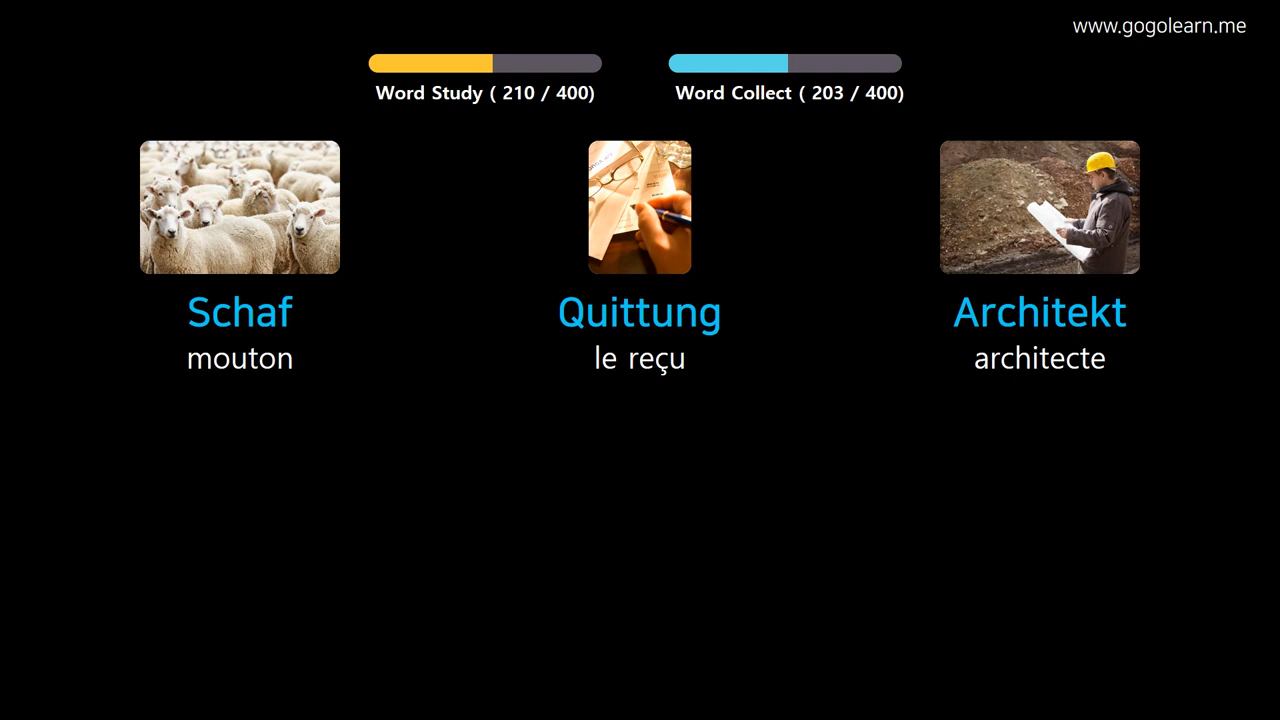 www.gogolearn.me
Word Study ( 210 / 400)
Word Collect ( 203 / 400)
Schaf
mouton
Quittung
le reçu
Architekt
architecte